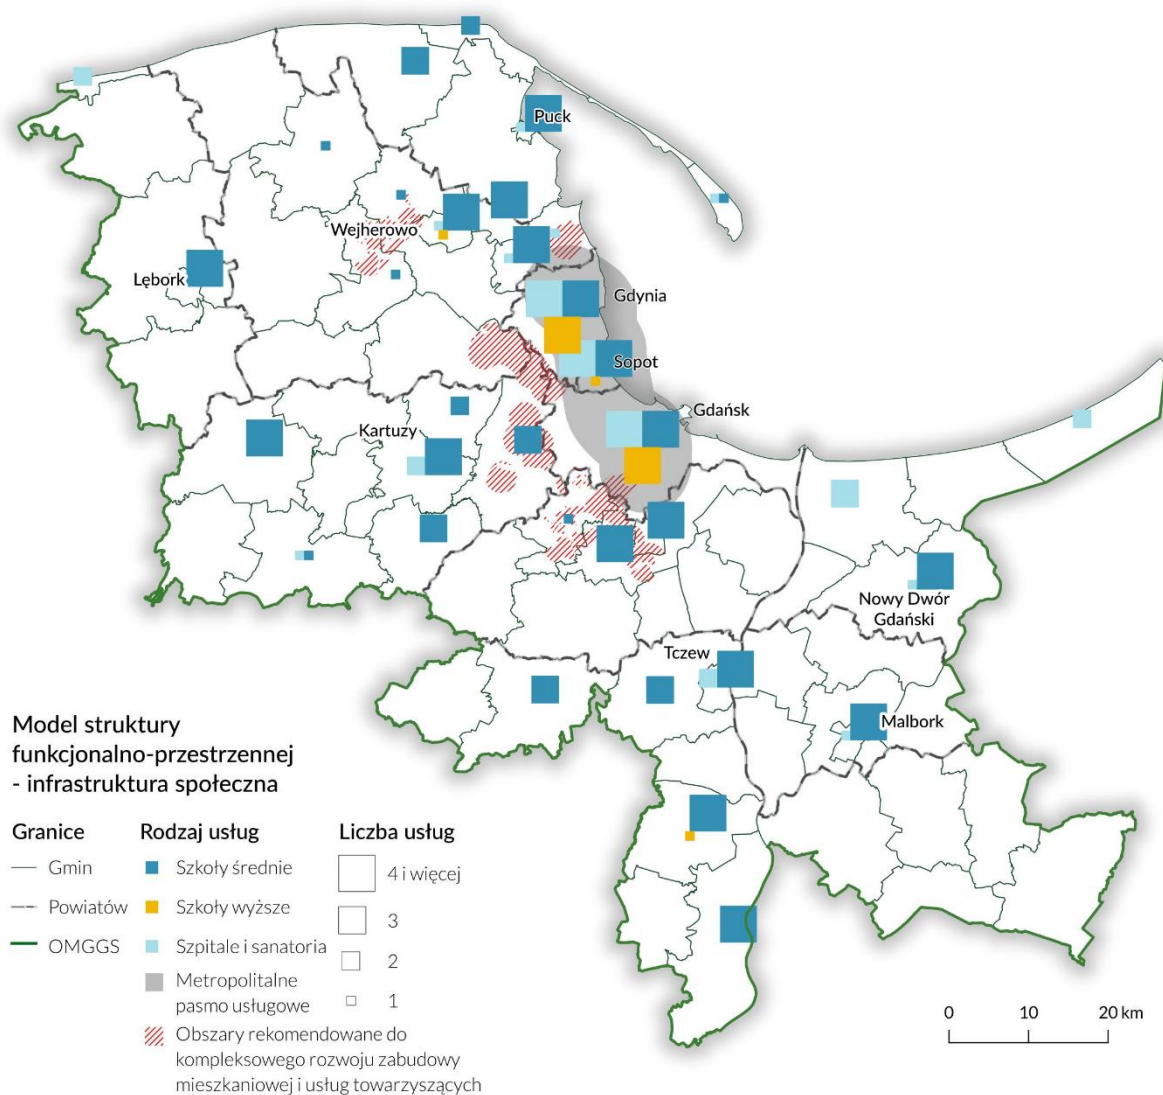 Puck
Wejherowo
Lębork
Gdynia
Sopot
Kartuzy
Gdańsk
Nowy Dwór
Gdański
Tczew
Malbork
Model struktury
funkcjonalno-przestrzennej
- infrastruktura społeczna
Granice
Gmin
Powiatów
OMGGS
Rodzaj usług
Szkoły średnie
Szkoły wyższe
Szpitale i sanatoria
Metropolitalne
pasmo usługowe
Obszary rekomendowane do
kompleksowego rozwoju zabudowy
mieszkaniowej i usług towarzyszących
Liczba usług
4 i więcej
3
2
1
0 10 20 km